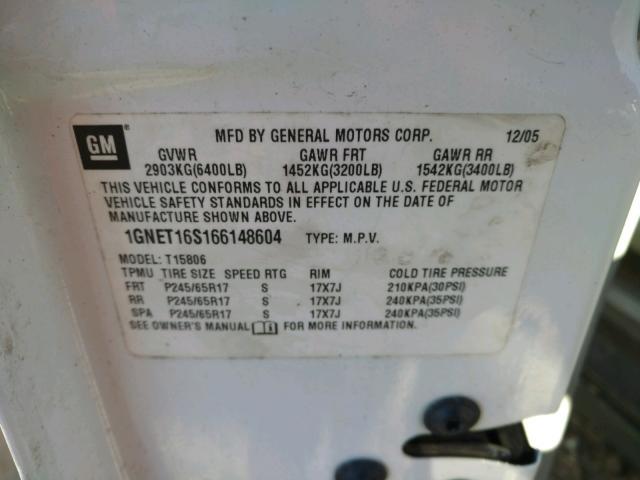 GM
MFD BY GENERAL MOTORS CORP. 12/05
GVWR GAWR FRT GAWR RR
2903KG(6400LB) 1452KG(3200LB) 1542KG(3400LB)
THIS VEHICLE CONFORMS TO ALL APPLICABLE U.S. FEDERAL MOTOR
VEHICLE SAFETY STANDARDS IN EFFECT ON THE DATE OF
MANUFACTURE SHOWN ABOVE.
1GNET16S166148604 TYPE: M.P.V.
MODEL: T15806
TPMU TIRE SIZE SPEED RTG RIM COLD TIRE PRESSURE
FRT P245/65R17 S 17X7J 210KPA(30PSI)
RR P245/65R17 S 17X7J 240KPA(35PSI)
SPA P245/65R17 S 17X7J 240KPA(35PSI)
SEE OWNER'S MANUAL FOR MORE INFORMATION.